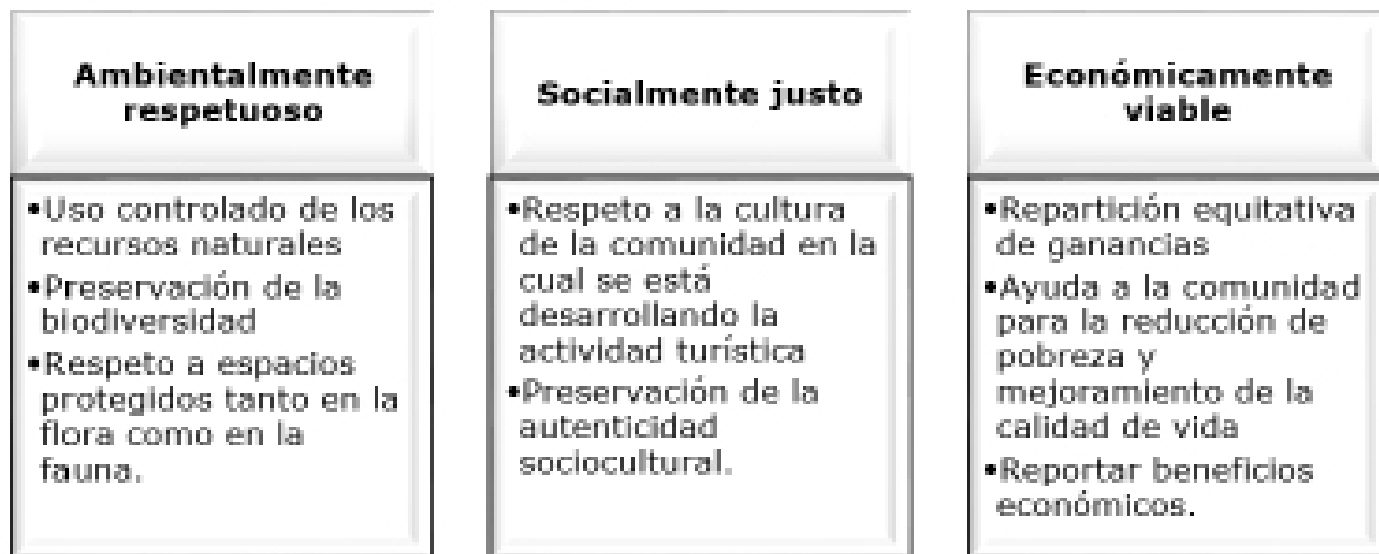 Ambientalmente
respetuoso
•Uso controlado de los
recursos naturales
•Preservación de la
biodiversidad
•Respeto a espacios
protegidos tanto en la
flora como en la
fauna.
Socialmente justo
•Respeto a la cultura
de la comunidad en la
cual se está
desarrollando la
actividad turística
•Preservación de la
autenticidad
sociocultural.
Económicamente
viable
•Repartición equitativa
de ganancias
•Ayuda a la comunidad
para la reducción de
pobreza y
mejoramiento de la
calidad de vida
•Reportar beneficios
económicos.